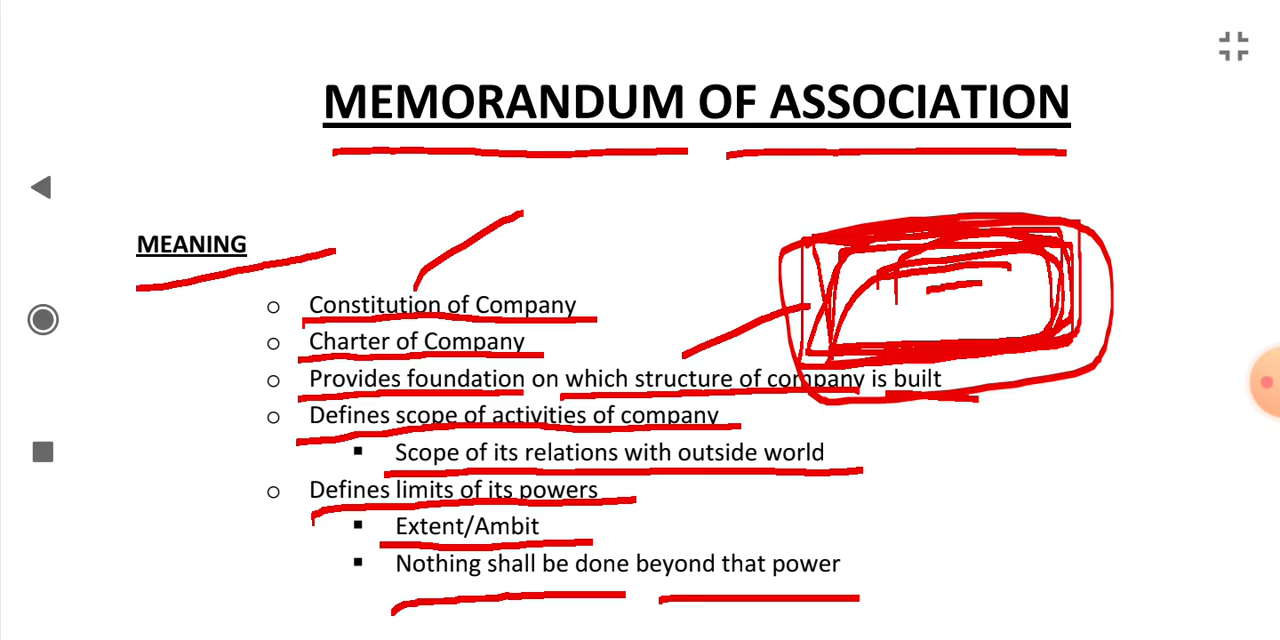 MEMORANDUM OF ASSOCIATION
MEANING
o Constitution of Company
o Charter of Company
o Provides foundation on which structure of company is built
o Defines scope of activities of company
▪ Scope of its relations with outside world
o Defines limits of its powers
▪ Extent/Ambit
▪ Nothing shall be done beyond that power